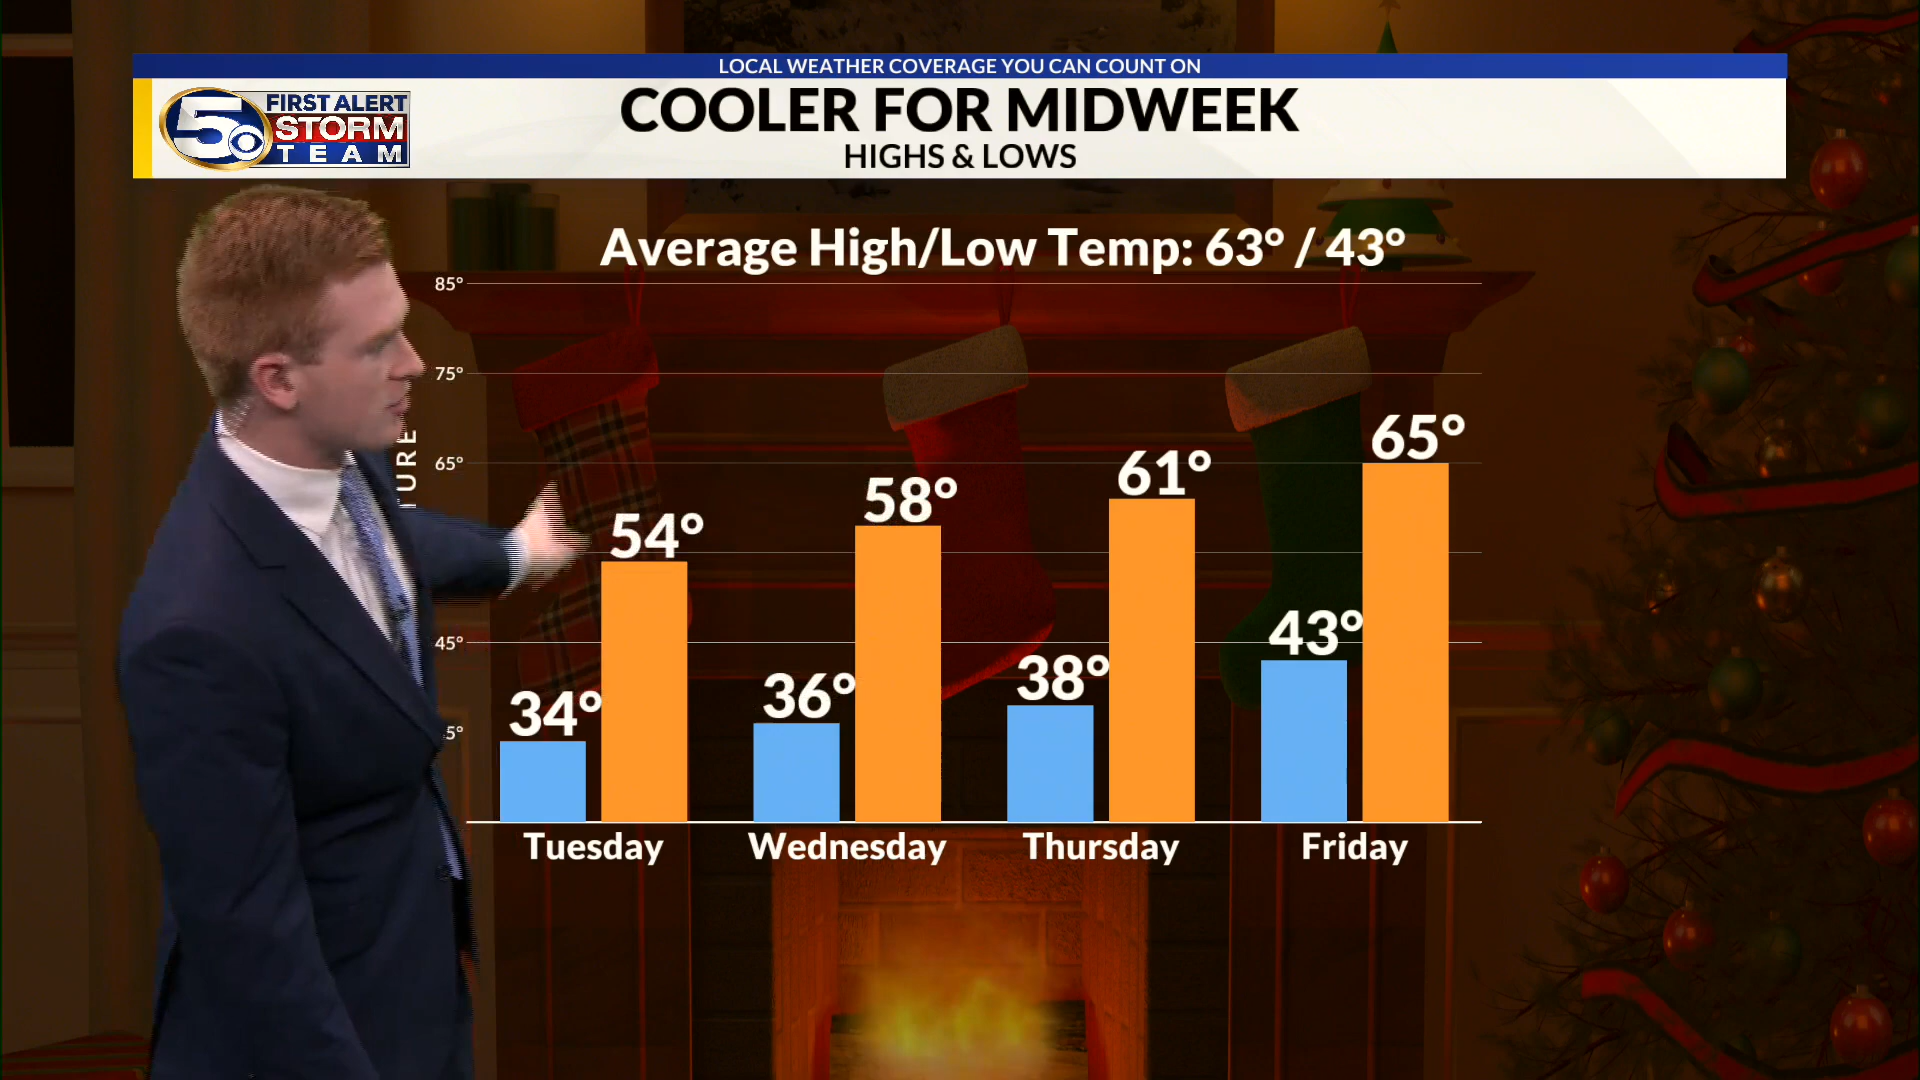 LOCAL WEATHER COVERAGE YOU CAN COUNT ON
5 FIRST ALERT
STORM
TEAM
COOLER FOR MIDWEEK
HIGHS & LOWS
Average High/Low Temp: 63° / 43°
85°
75°
65°
45°
5°
TURE
34°
54°
36°
58°
38°
61°
43°
65°
Tuesday
Wednesday
Thursday
Friday